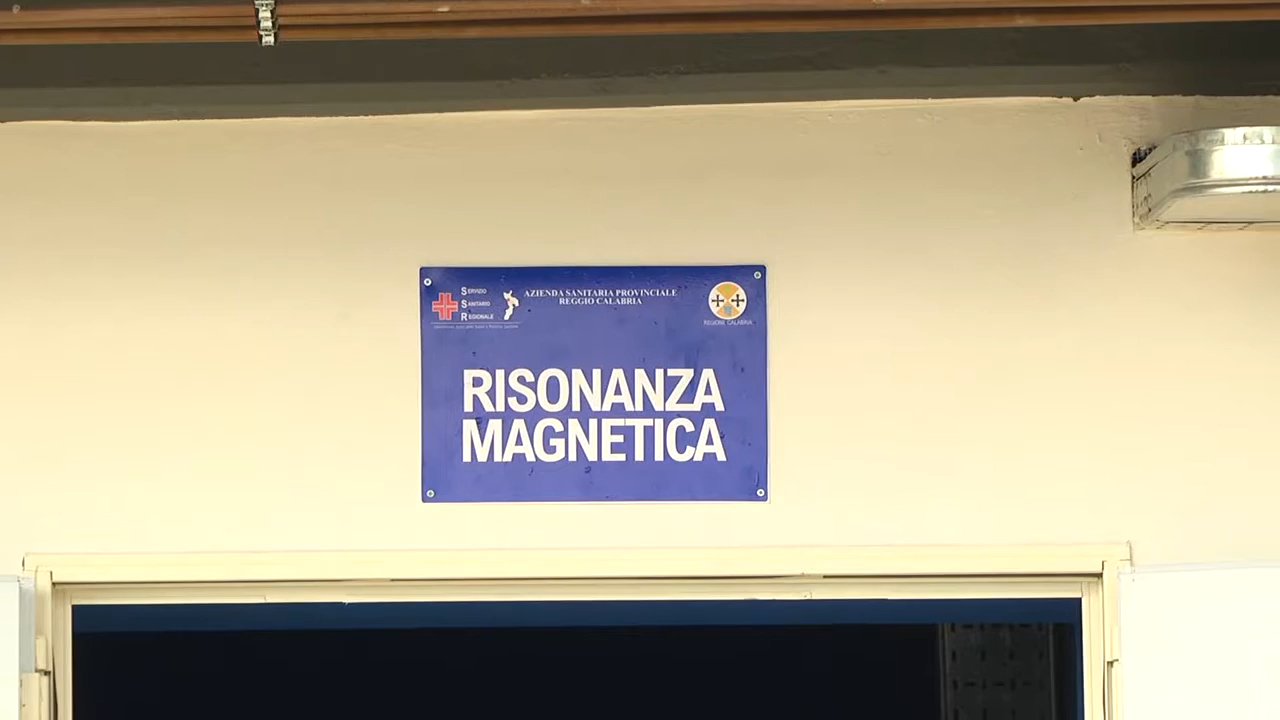 SERVIZIO
SANITARIO
REGIONALE
AZIENDA SANITARIA PROVINCIALE
REGGIO CALABRIA
REGIONE CALABRIA
RISONANZA
MAGNETICA